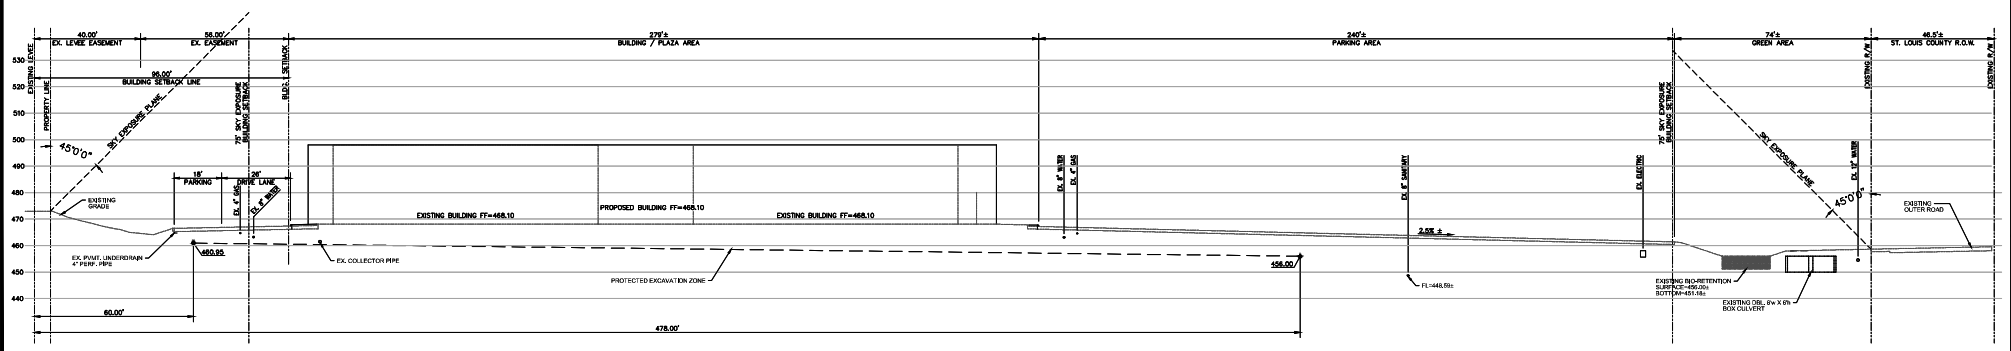 40.00'
EX. LEVEE EASEMENT
56.00'
EX. EASEMENT
279'±
BUILDING / PLAZA AREA
240'±
PARKING AREA
74'±
GREEN AREA
46.5'±
ST. LOUIS COUNTY R.O.W.
96.00'
BUILDING SETBACK LINE
EXISTING LEVEE
PROPERTY LINE
75' SKY EXPOSURE
BUILDING SETBACK
SKY EXPOSURE PLANE
45°0'0"
530
520
510
500
490
480
470
460
450
440
18'
PARKING
26'
DRIVE LANE
EX. 4" GAS
EX. 8" WATER
EXISTING
GRADE
EX. PVMT. UNDERDRAIN
4" PERF. PIPE
460.95
EX. COLLECTOR PIPE
EXISTING BUILDING FF=468.10
PROPOSED BUILDING FF=468.10
EXISTING BUILDING FF=468.10
PROTECTED EXCAVATION ZONE
EX. 8" WATER
EX. 4" GAS
456.00
EX. 8" SANITARY
2.5% ±
FL=448.59±
EX. ELECTRIC
75' SKY EXPOSURE
BUILDING SETBACK
SKY EXPOSURE PLANE
45°0'0"
EX. 12" WATER
EXISTING R/W
EXISTING R/W
EXISTING
OUTER ROAD
EXISTING BIO-RETENTION
SURFACE=456.00±
BOTTOM=451.18±
EXISTING DBL. 8'w X 6'h
BOX CULVERT
60.00'
478.00'